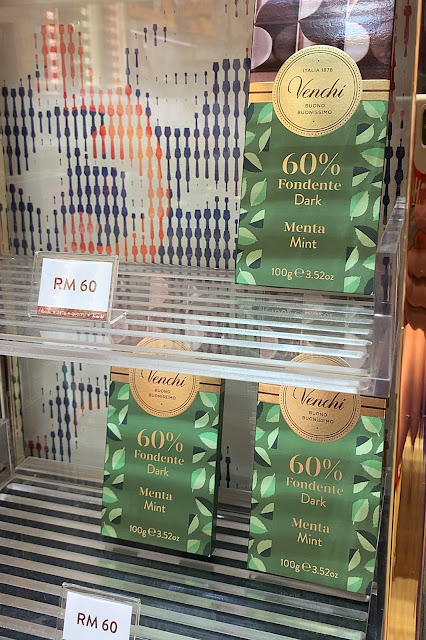 ITALIA 1878
Venchi
BUONO
BUONISSIMO
60%
Fondente
Dark
Menta
Mint
100g ℮ 3.52oz
RM 60
Venchi
BUONO
BUONISSIMO
60%
Fondente
Dark
Menta
Mint
100g ℮ 3.52oz
Venchi
BUONO
BUONISSIMO
60%
Fondente
Dark
Menta
Mint
100g ℮ 3.52oz
RM 60